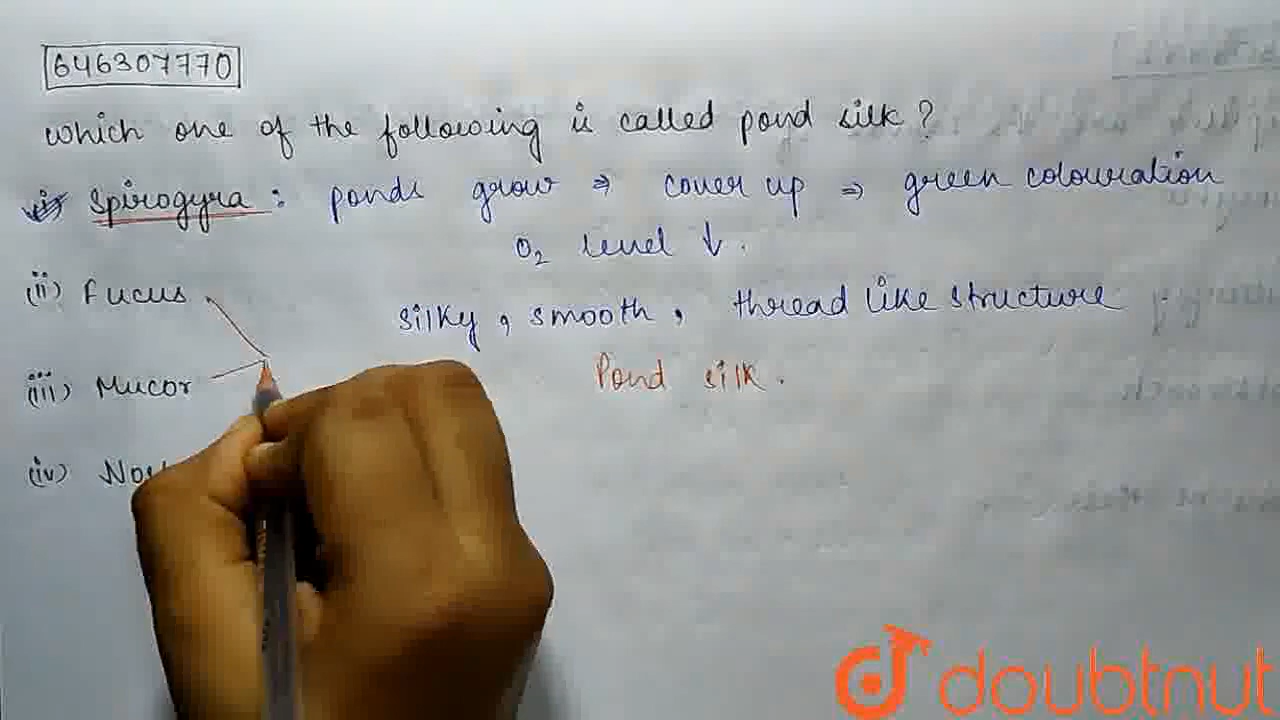 646307770
which one of the following is called pond silk?
(i) Spirogyra : ponds grow ⇒ cover up ⇒ green colouration
O2 level ↓.
(ii) Fucus
silky, smooth, thread like structure
Pond silk.
(iii) Mucor
(iv)
doubtnut